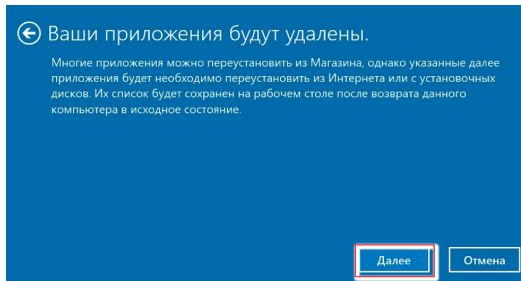 Ваши приложения будут удалены.
Многие приложения можно переустановить из Магазина, однако указанные далее
приложения будет необходимо переустановить из Интернета или с установочных
дисков. Их список будет сохранен на рабочем столе после возврата данного
компьютера в исходное состояние.
Далее Отмена